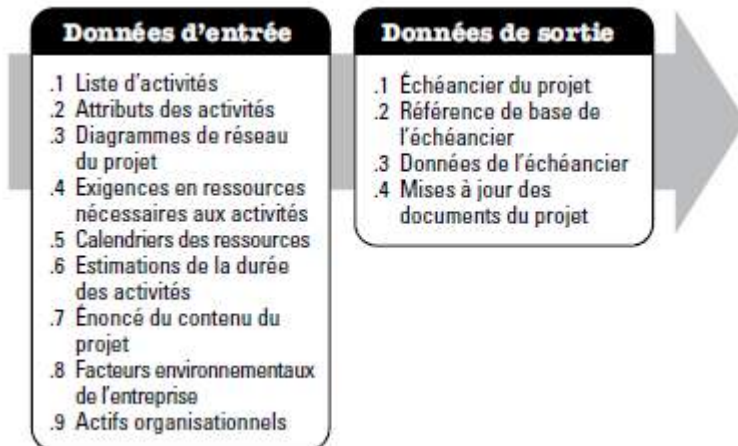 Données d'entrée
.1 Liste d'activités
.2 Attributs des activités
.3 Diagrammes de réseau
du projet
.4 Exigences en ressources
nécessaires aux activités
.5 Calendriers des ressources
.6 Estimations de la durée
des activités
.7 Énoncé du contenu du
projet
.8 Facteurs environnementaux
de l'entreprise
.9 Actifs organisationnels
Données de sortie
.1 Échéancier du projet
.2 Référence de base de
l'échéancier
.3 Données de l'échéancier
.4 Mises à jour des
documents du projet